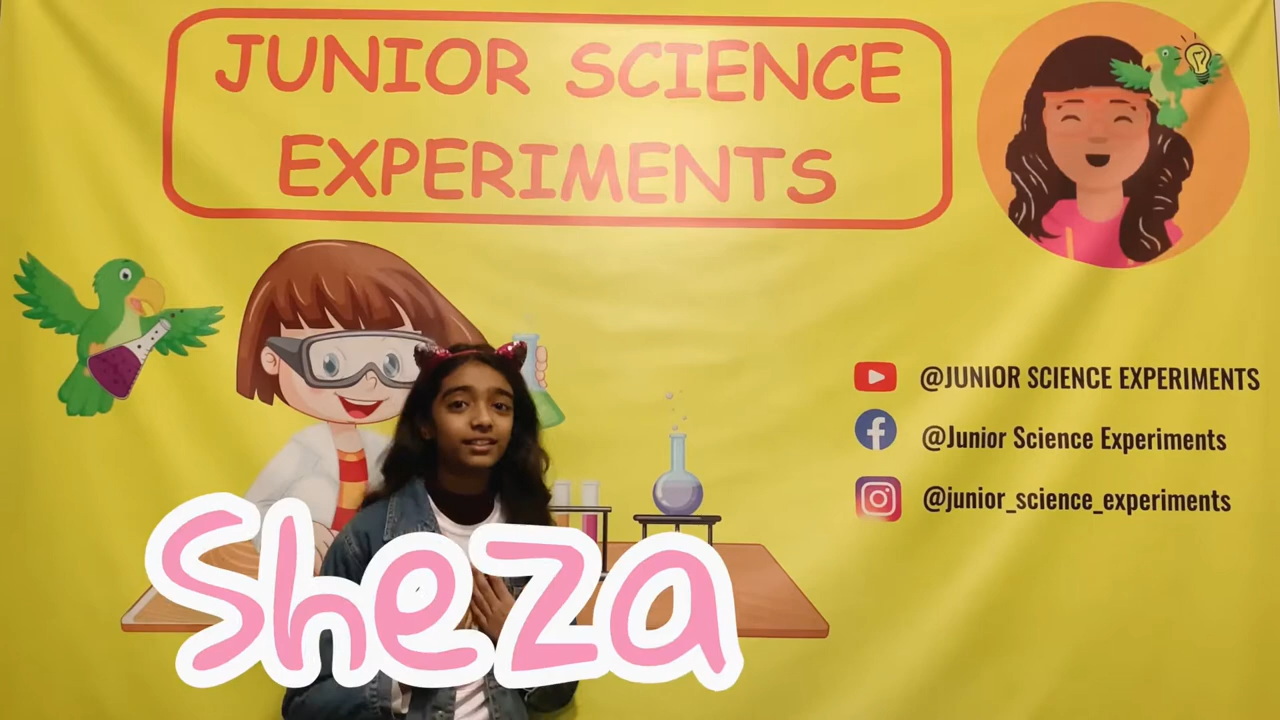 JUNIOR SCIENCE
EXPERIMENTS
@JUNIOR SCIENCE EXPERIMENTS
@Junior Science Experiments
@junior_science_experiments
Sheza